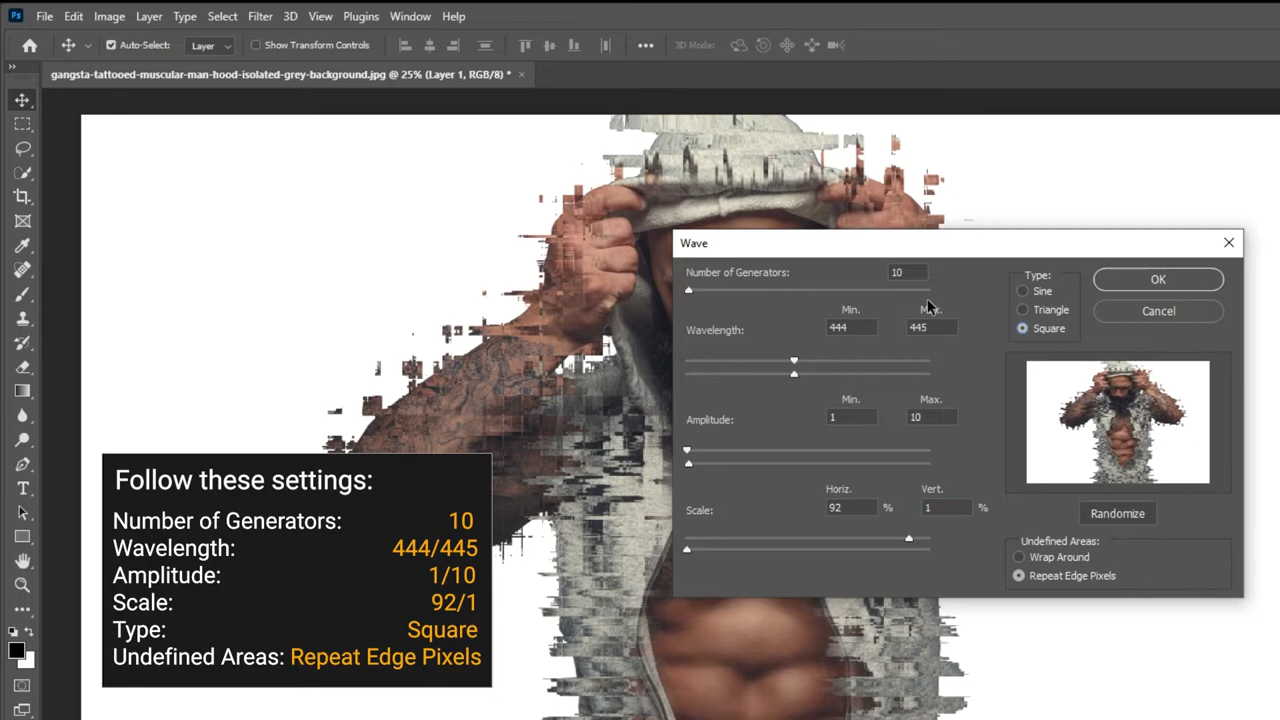 Ps File Edit Image Layer Type Select Filter 3D View Plugins Window Help
Auto-Select: Layer Show Transform Controls 3D Mode:
gangsta-tattooed-muscular-man-hood-isolated-grey-background.jpg @ 25% (Layer 1, RGB/8) *
Wave
Number of Generators: 10
Min. Max.
Wavelength: 444 445
Min. Max.
Amplitude: 1 10
Horiz. Vert.
Scale: 92 % 1 %
Type:
Sine
Triangle
Square
OK
Cancel
Randomize
Undefined Areas:
Wrap Around
Repeat Edge Pixels
Follow these settings:
Number of Generators: 10
Wavelength: 444/445
Amplitude: 1/10
Scale: 92/1
Type: Square
Undefined Areas: Repeat Edge Pixels